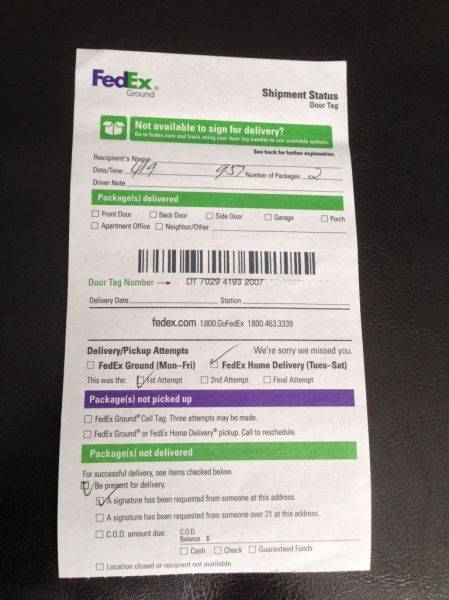 FedEx®
Ground
Shipment Status
Door Tag
Not available to sign for delivery?
Go to fedex.com and track using your door tag number to see available options.
See back for further explanation.
Recipient's Name
Date/Time 4/9 957 Number of Packages 2
Driver Note
Package(s) delivered
Front Door Back Door Side Door Garage Porch
Apartment Office Neighbor/Other
Door Tag Number → DT 7029 4193 2007
Delivery Date Station
fedex.com 1.800.GoFedEx 1.800.463.3339
Delivery/Pickup Attempts We're sorry we missed you.
FedEx Ground (Mon–Fri) FedEx Home Delivery (Tues–Sat)
This was the: 1st Attempt 2nd Attempt Final Attempt
Package(s) not picked up
FedEx Ground® Call Tag. Three attempts may be made.
FedEx Ground® or FedEx Home Delivery® pickup. Call to reschedule.
Package(s) not delivered
For successful delivery, see items checked below.
Be present for delivery.
A signature has been requested from someone at this address.
A signature has been requested from someone over 21 at this address.
C.O.D. amount due: C.O.D.
Balance $
Cash Check Guaranteed Funds
Location closed or recipient not available.